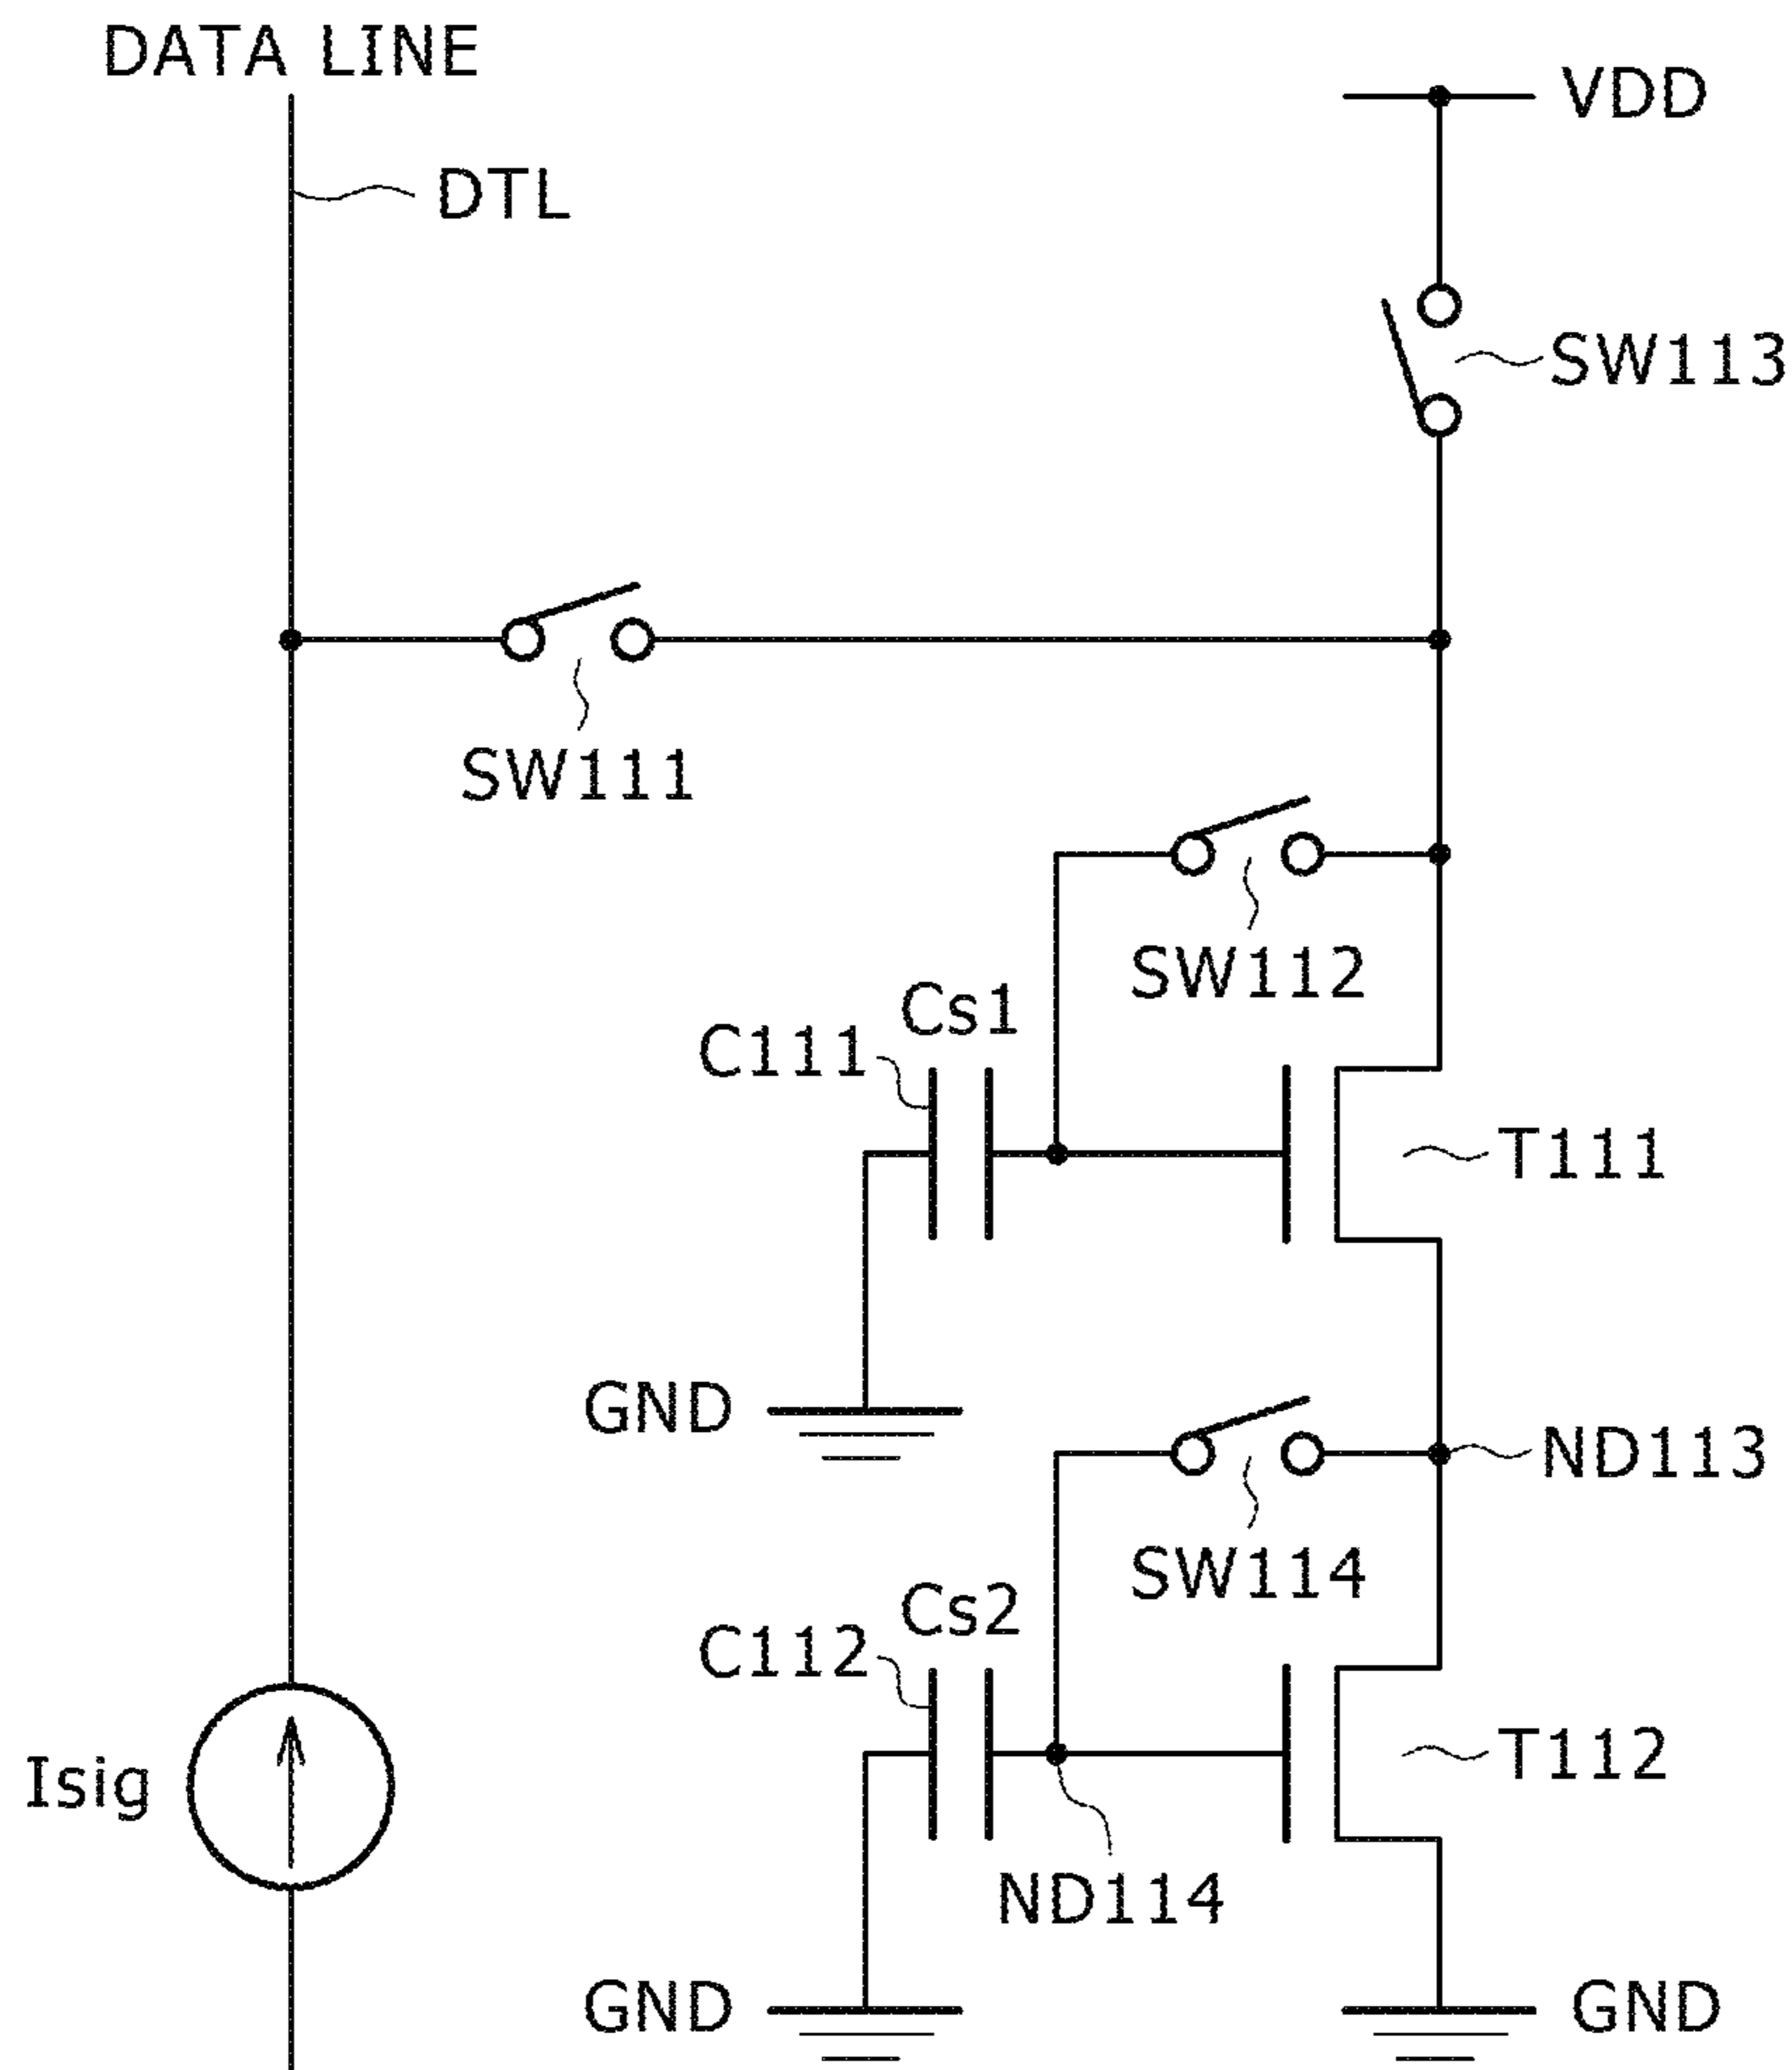 DATA LINE
VDD
DTL
SW113
SW111
SW112
Cs1
C111
T111
GND
ND113
SW114
Cs2
C112
T112
Isig
ND114
GND
GND